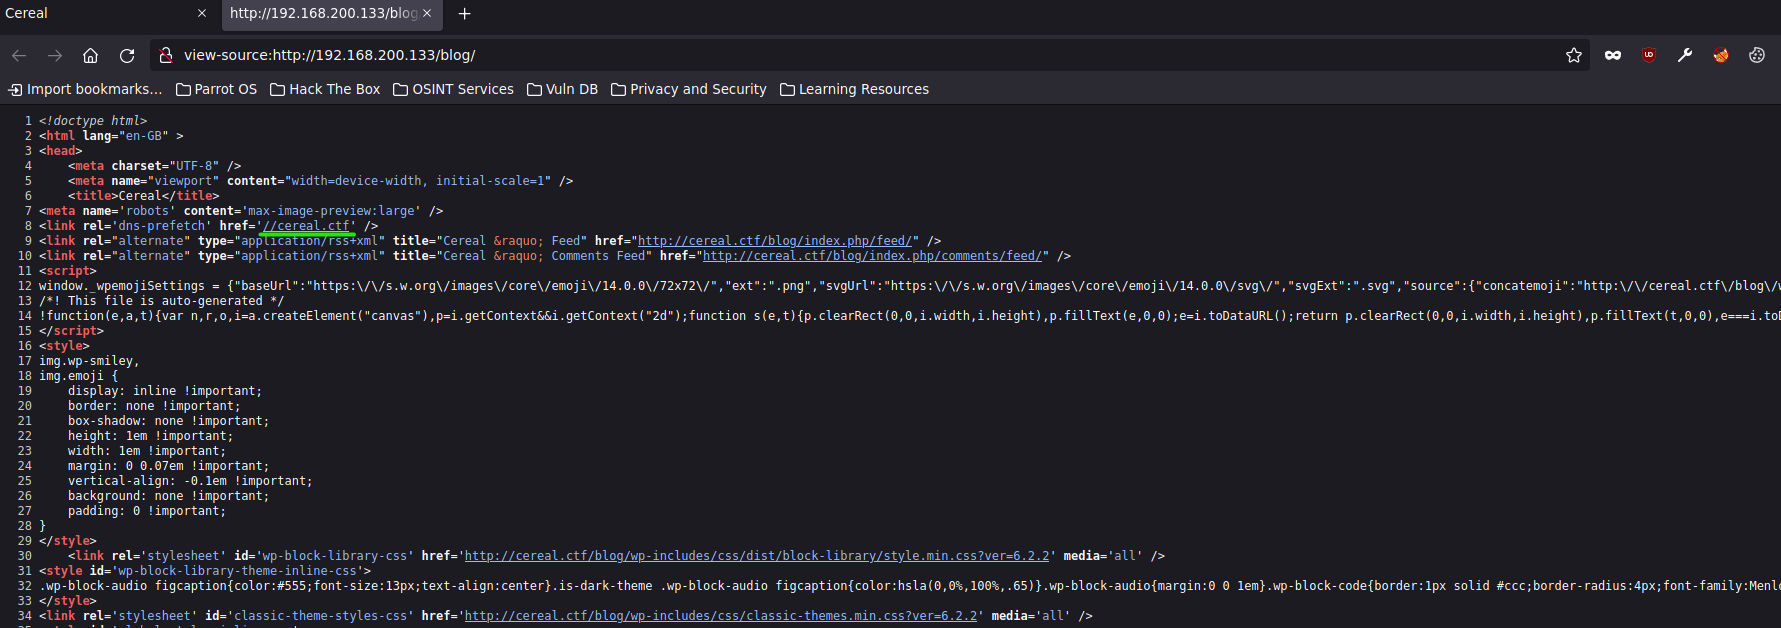 Cereal
http://192.168.200.133/blog
view-source:http://192.168.200.133/blog/
Import bookmarks... Parrot OS Hack The Box OSINT Services Vuln DB Privacy and Security Learning Resources
1 <!doctype html>
2 <html lang="en-GB" >
3 <head>
4 <meta charset="UTF-8" />
5 <meta name="viewport" content="width=device-width, initial-scale=1" />
6 <title>Cereal</title>
7 <meta name='robots' content='max-image-preview:large' />
8 <link rel='dns-prefetch' href='//cereal.ctf' />
9 <link rel="alternate" type="application/rss+xml" title="Cereal &raquo; Feed" href="http://cereal.ctf/blog/index.php/feed/" />
10 <link rel="alternate" type="application/rss+xml" title="Cereal &raquo; Comments Feed" href="http://cereal.ctf/blog/index.php/comments/feed/" />
11 <script>
12 window._wpemojiSettings = {"baseUrl":"https:\/\/s.w.org\/images\/core\/emoji\/14.0.0\/72x72\/","ext":".png","svgUrl":"https:\/\/s.w.org\/images\/core\/emoji\/14.0.0\/svg\/","svgExt":".svg","source":{"concatemoji":"http:\/\/cereal.ctf\/blog\/w
13 /*! This file is auto-generated */
14 !function(e,a,t){var n,r,o,i=a.createElement("canvas"),p=i.getContext&&i.getContext("2d");function s(e,t){p.clearRect(0,0,i.width,i.height),p.fillText(e,0,0);e=i.toDataURL();return p.clearRect(0,0,i.width,i.height),p.fillText(t,0,0),e===i.toD
15 </script>
16 <style>
17 img.wp-smiley,
18 img.emoji {
19 display: inline !important;
20 border: none !important;
21 box-shadow: none !important;
22 height: 1em !important;
23 width: 1em !important;
24 margin: 0 0.07em !important;
25 vertical-align: -0.1em !important;
26 background: none !important;
27 padding: 0 !important;
28 }
29 </style>
30 <link rel='stylesheet' id='wp-block-library-css' href='http://cereal.ctf/blog/wp-includes/css/dist/block-library/style.min.css?ver=6.2.2' media='all' />
31 <style id='wp-block-library-theme-inline-css'>
32 .wp-block-audio figcaption{color:#555;font-size:13px;text-align:center}.is-dark-theme .wp-block-audio figcaption{color:hsla(0,0%,100%,.65)}.wp-block-audio{margin:0 0 1em}.wp-block-code{border:1px solid #ccc;border-radius:4px;font-family:Menlo
33 </style>
34 <link rel='stylesheet' id='classic-theme-styles-css' href='http://cereal.ctf/blog/wp-includes/css/classic-themes.min.css?ver=6.2.2' media='all' />